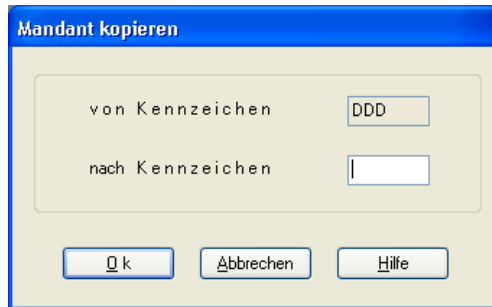 Mandant kopieren
von Kennzeichen DDD
nach Kennzeichen
Ok Abbrechen Hilfe